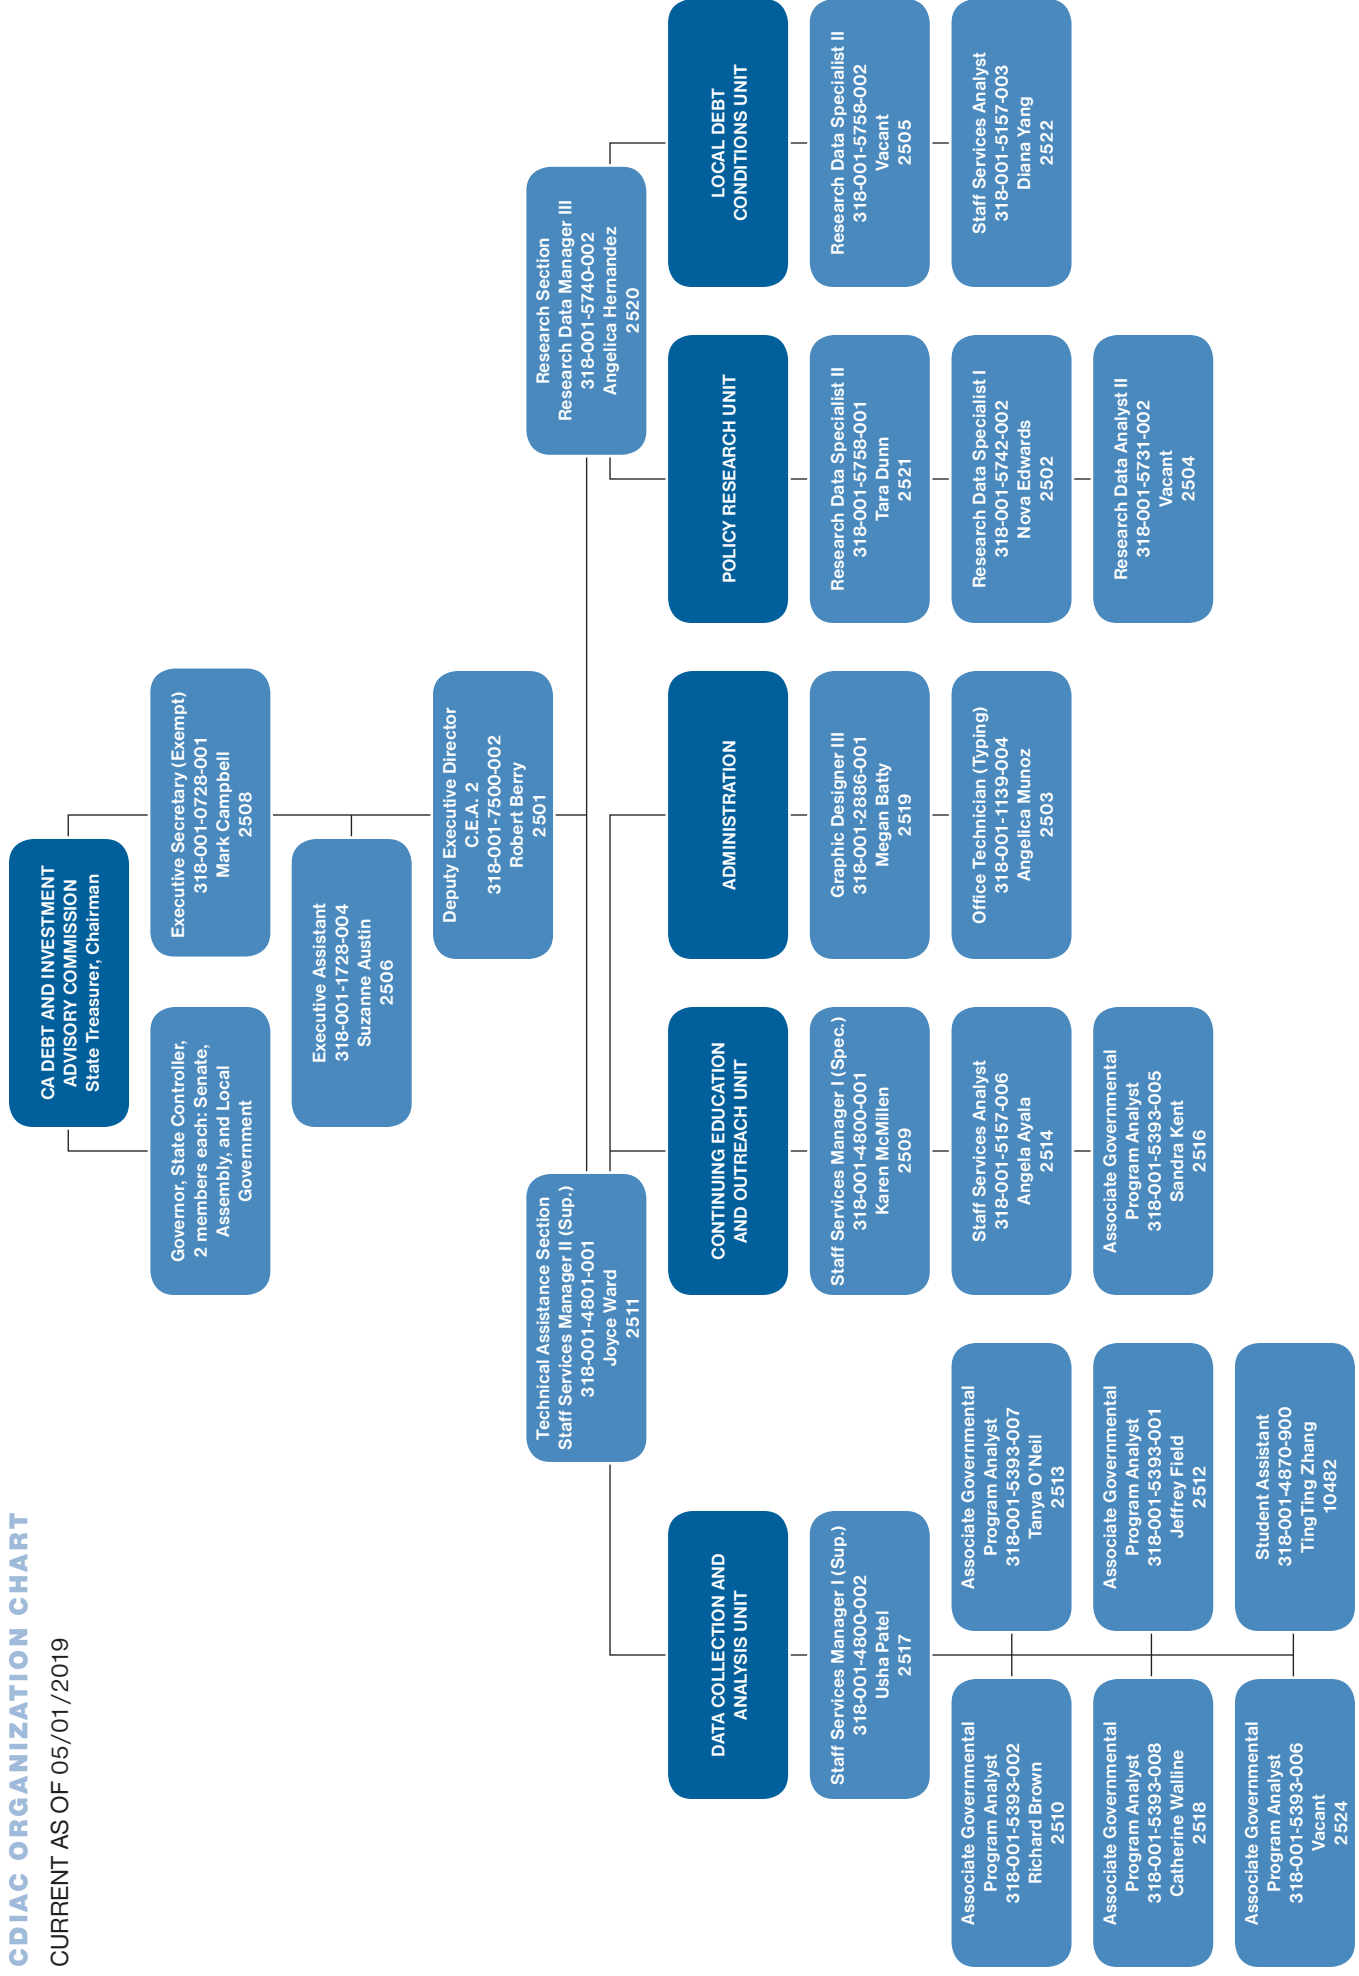 CDIAC ORGANIZATION CHART
CURRENT AS OF 05/01/2019
CA DEBT AND INVESTMENT
ADVISORY COMMISSION
State Treasurer, Chairman
Governor, State Controller,
2 members each: Senate,
Assembly, and Local
Government
Executive Secretary (Exempt)
318-001-0728-001
Mark Campbell
2508
Executive Assistant
318-001-1728-004
Suzanne Austin
2506
Deputy Executive Director
C.E.A. 2
318-001-7500-002
Robert Berry
2501
Technical Assistance Section
Staff Services Manager II (Sup.)
318-001-4801-001
Joyce Ward
2511
Research Section
Research Data Manager III
318-001-5740-002
Angelica Hernandez
2520
DATA COLLECTION AND
ANALYSIS UNIT
Staff Services Manager I (Sup.)
318-001-4800-002
Usha Patel
2517
Associate Governmental
Program Analyst
318-001-5393-002
Richard Brown
2510
Associate Governmental
Program Analyst
318-001-5393-007
Tanya O’Neil
2513
Associate Governmental
Program Analyst
318-001-5393-008
Catherine Walline
2518
Associate Governmental
Program Analyst
318-001-5393-001
Jeffrey Field
2512
Associate Governmental
Program Analyst
318-001-5393-006
Vacant
2524
Student Assistant
318-001-4870-900
TingTing Zhang
10482
CONTINUING EDUCATION
AND OUTREACH UNIT
Staff Services Manager I (Spec.)
318-001-4800-001
Karen McMillen
2509
Staff Services Analyst
318-001-5157-006
Angela Ayala
2514
Associate Governmental
Program Analyst
318-001-5393-005
Sandra Kent
2516
ADMINISTRATION
Graphic Designer III
318-001-2886-001
Megan Batty
2519
Office Technician (Typing)
318-001-1139-004
Angelica Munoz
2503
POLICY RESEARCH UNIT
Research Data Specialist II
318-001-5758-001
Tara Dunn
2521
Research Data Specialist I
318-001-5742-002
Nova Edwards
2502
Research Data Analyst II
318-001-5731-002
Vacant
2504
LOCAL DEBT
CONDITIONS UNIT
Research Data Specialist II
318-001-5758-002
Vacant
2505
Staff Services Analyst
318-001-5157-003
Diana Yang
2522